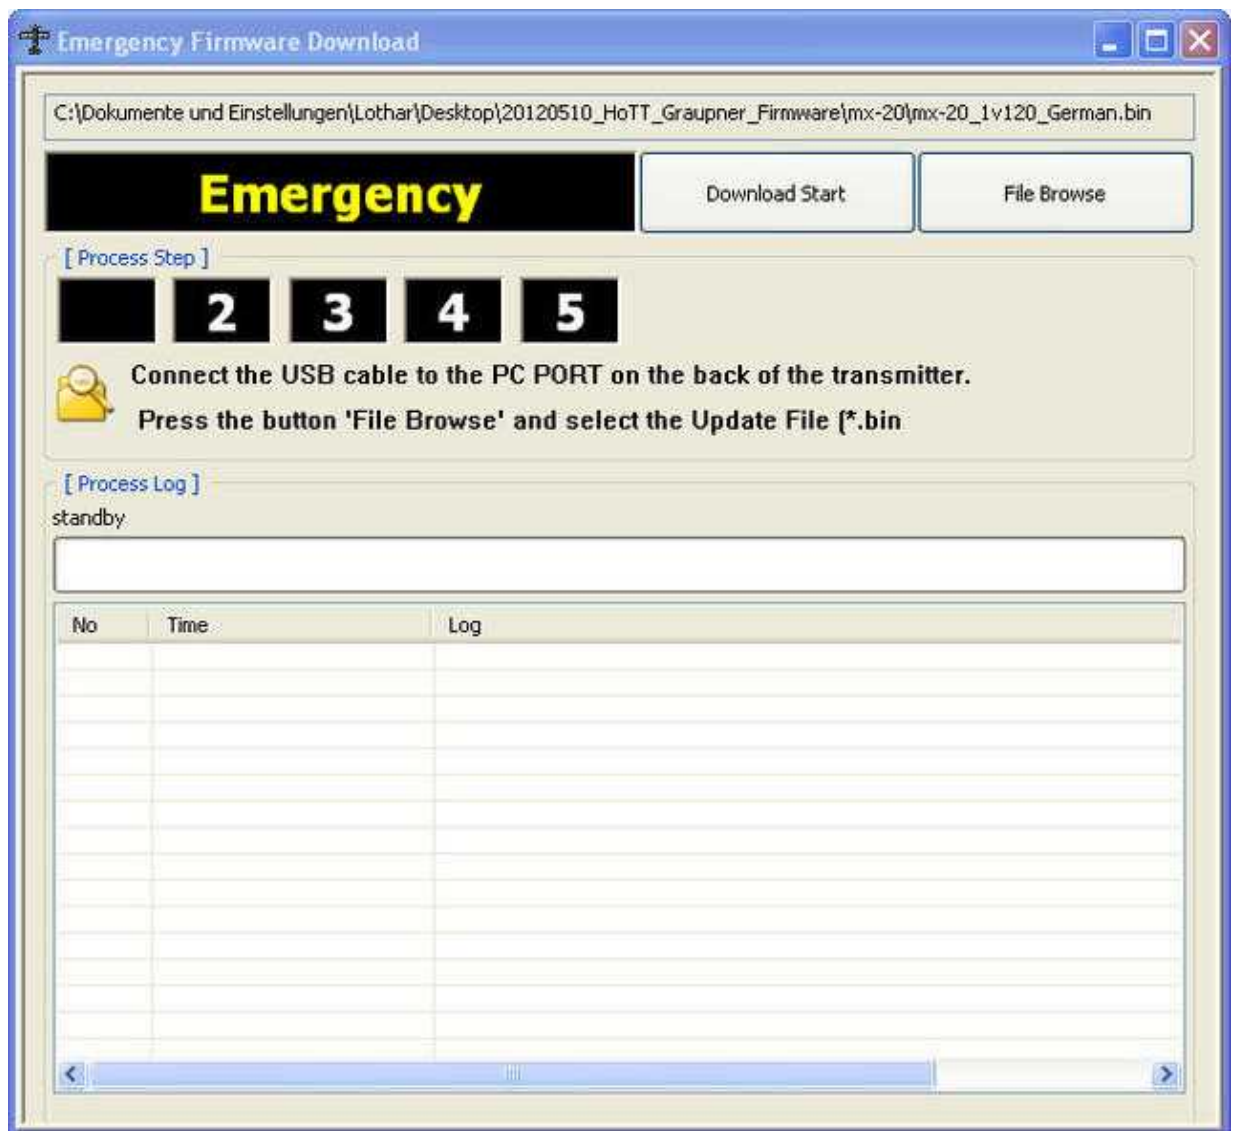 Emergency Firmware Download
C:\Dokumente und Einstellungen\Lothar\Desktop\20120510_HoTT_Graupner_Firmware\mx-20\mx-20_1v120_German.bin
Emergency
Download Start
File Browse
[ Process Step ]
2 3 4 5
Connect the USB cable to the PC PORT on the back of the transmitter.
Press the button 'File Browse' and select the Update File (*.bin
[ Process Log ]
standby
No Time Log